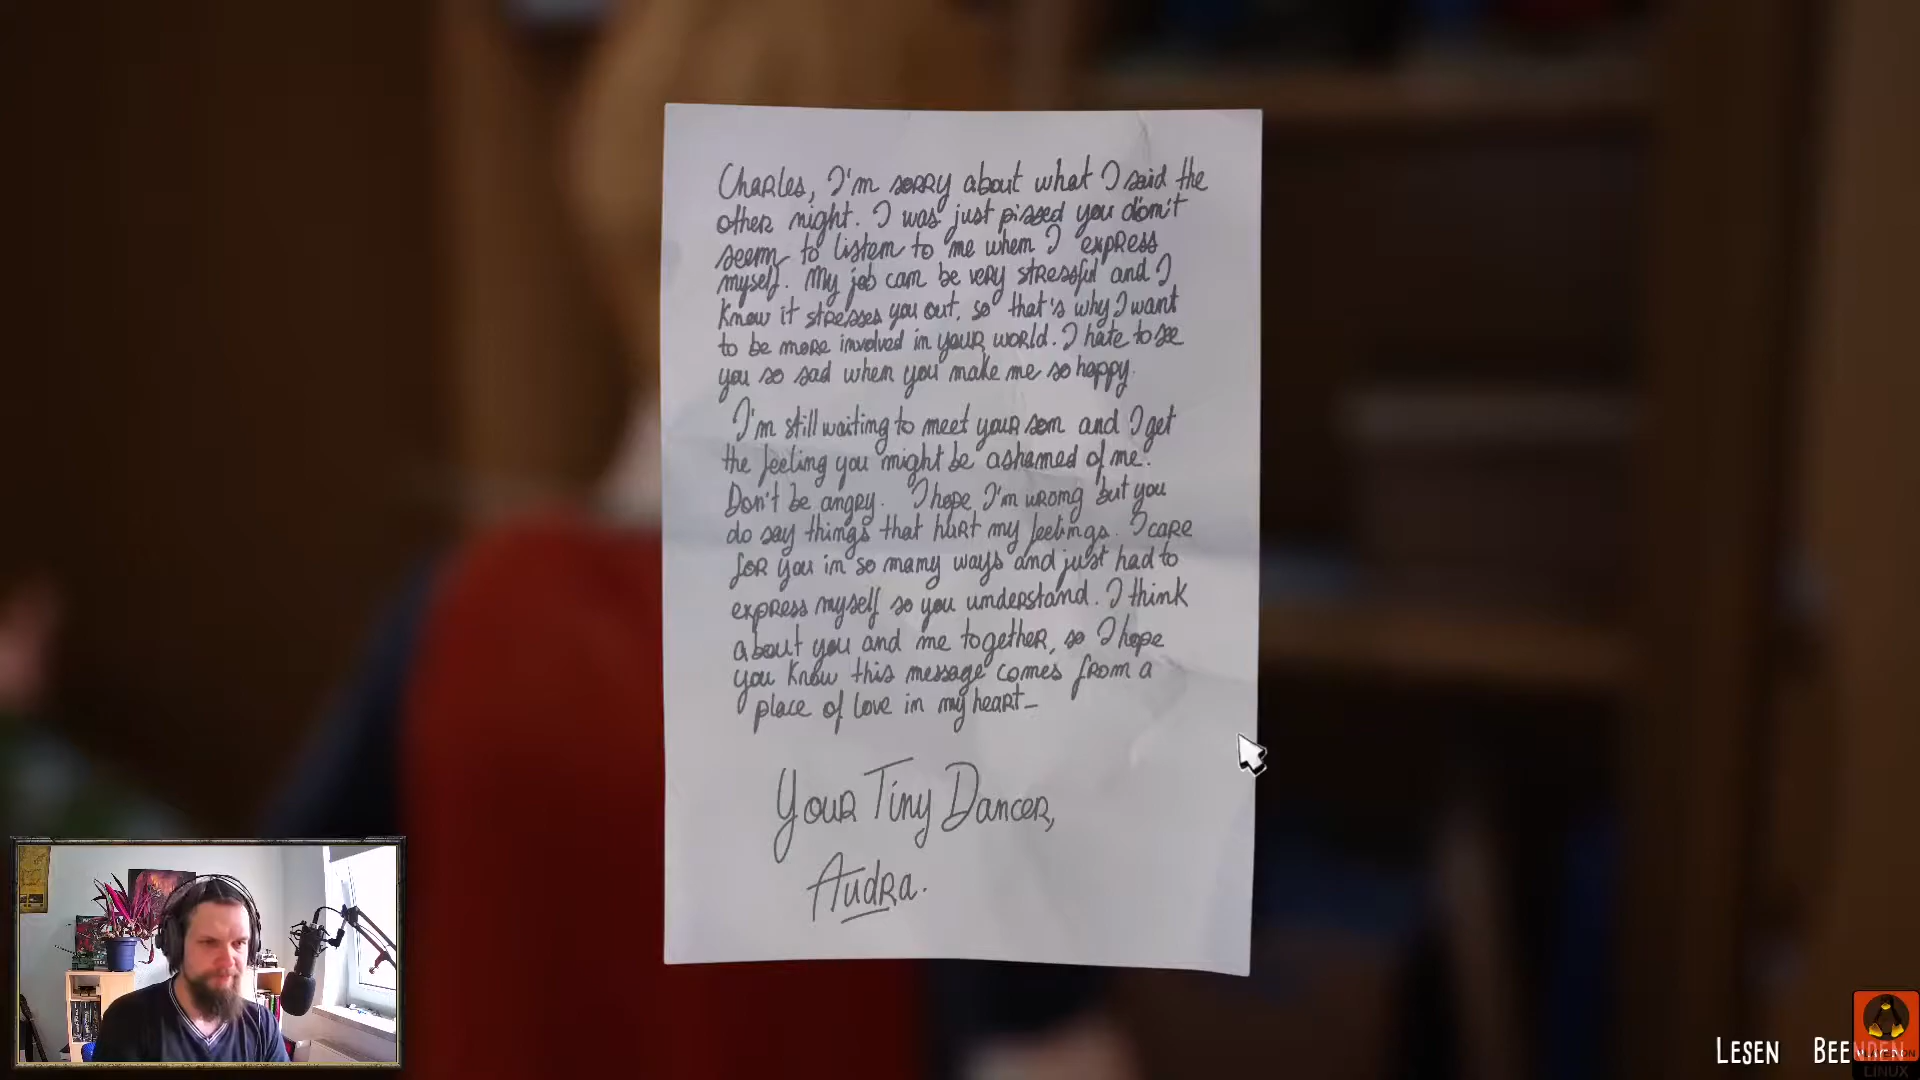 Charles, I'm sorry about what I said the
other night. I was just pissed you don't
seem to listen to me when I express
myself. My job can be very stressful and I
know it stresses you out, so that's why I want
to be more involved in your world. I hate to see
you so sad when you make me so happy.
I'm still waiting to meet your son and I get
the feeling you might be ashamed of me.
Don't be angry. I hope I'm wrong but you
do say things that hurt my feelings. I care
for you in so many ways and just had to
express myself so you understand. I think
about you and me together, so I hope
you know this message comes from a
place of love in my heart_
Your Tiny Dancer,
Audra.
LESEN
LINUX